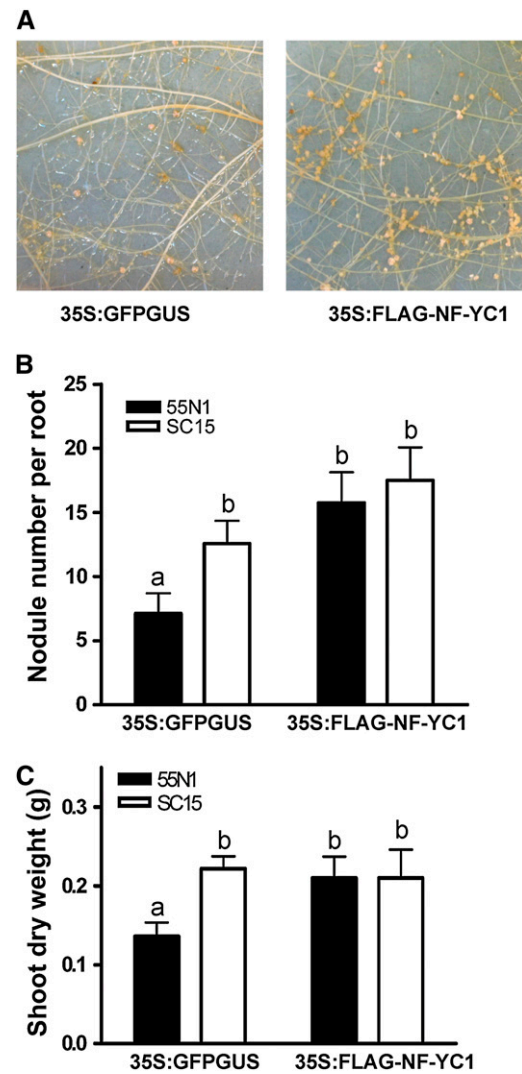 A
35S:GFPGUS 35S:FLAG-NF-YC1
B
Nodule number per root
25
20
15
10
5
0
55N1
SC15
a
b
b
b
35S:GFPGUS 35S:FLAG-NF-YC1
C
Shoot dry weight (g)
0.3
0.2
0.1
0.0
55N1
SC15
a
b
b
b
35S:GFPGUS 35S:FLAG-NF-YC1